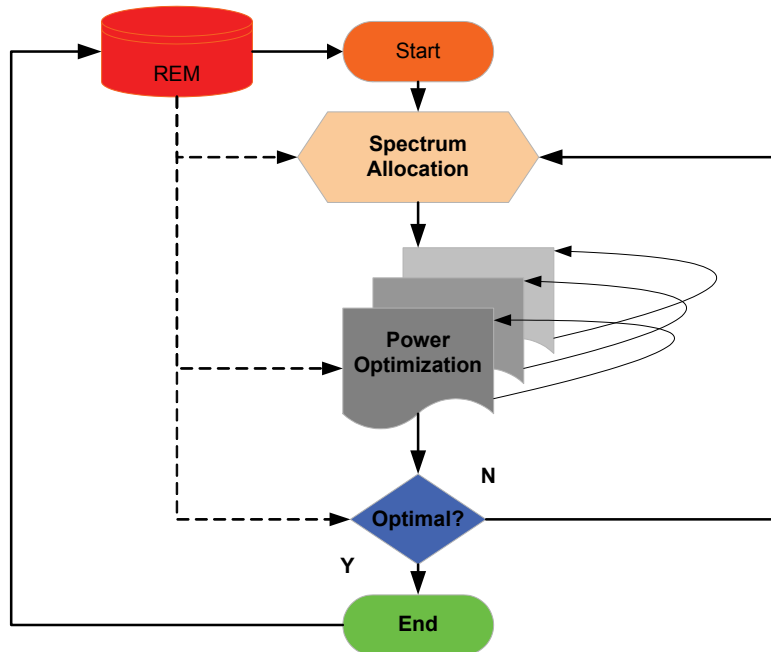 REM
Start
Spectrum
Allocation
Power
Optimization
N
Optimal?
Y
End